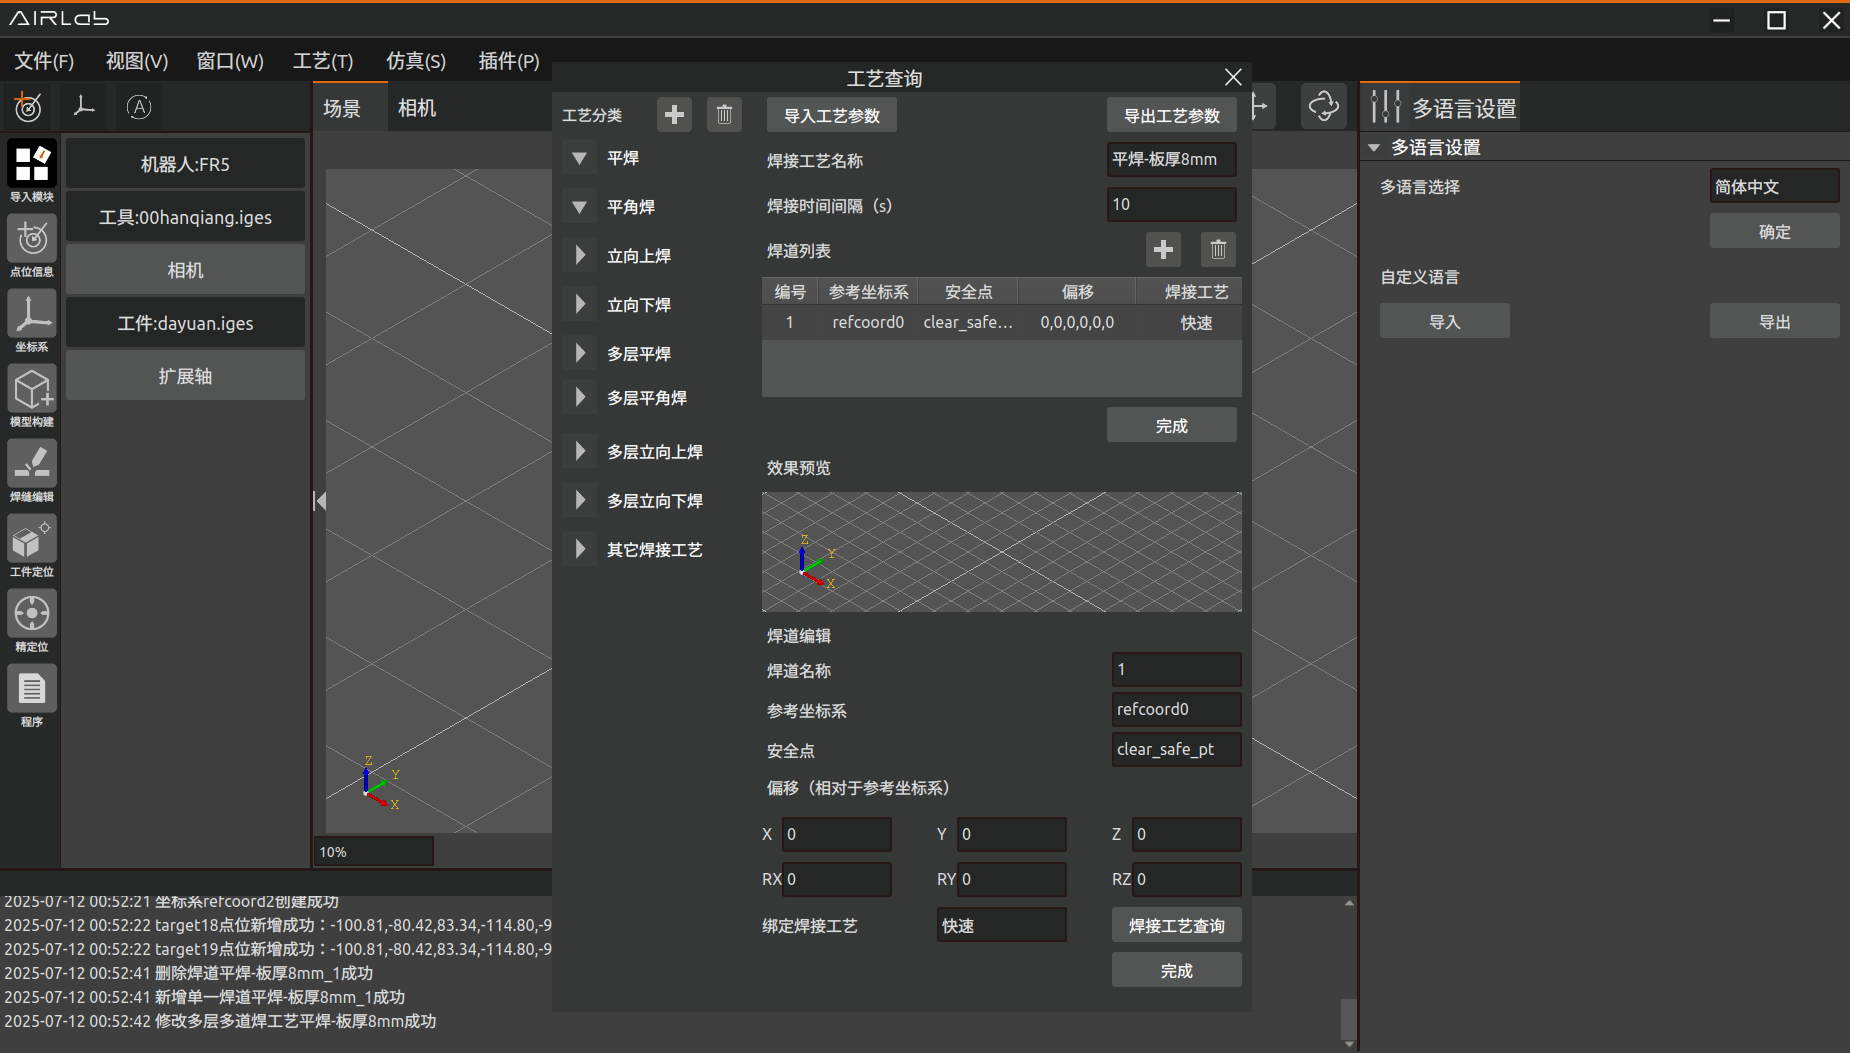 AIRLab
文件(F) 视图(V) 窗口(W) 工艺(T) 仿真(S) 插件(P)
工艺查询
场景 相机
多语言设置
多语言设置
多语言选择 简体中文
确定
自定义语言
导入 导出
导入模块
点位信息
坐标系
模型构建
焊缝编辑
工件定位
精定位
程序
机器人:FR5
工具:00hanqiang.iges
相机
工件:dayuan.iges
扩展轴
工艺分类
平焊
平角焊
立向上焊
立向下焊
多层平焊
多层平角焊
多层立向上焊
多层立向下焊
其它焊接工艺
导入工艺参数 导出工艺参数
焊接工艺名称 平焊-板厚8mm
焊接时间间隔（s） 10
焊道列表
编号 参考坐标系 安全点 偏移 焊接工艺
1 refcoord0 clear_safe... 0,0,0,0,0,0 快速
完成
效果预览
Z
Y
X
焊道编辑
焊道名称 1
参考坐标系 refcoord0
安全点 clear_safe_pt
偏移（相对于参考坐标系）
X 0 Y 0 Z 0
RX 0 RY 0 RZ 0
绑定焊接工艺 快速 焊接工艺查询
完成
Z
Y
X
10%
2025-07-12 00:52:21 坐标系refcoord2创建成功
2025-07-12 00:52:22 target18点位新增成功：-100.81,-80.42,83.34,-114.80,-9
2025-07-12 00:52:22 target19点位新增成功：-100.81,-80.42,83.34,-114.80,-9
2025-07-12 00:52:41 删除焊道平焊-板厚8mm_1成功
2025-07-12 00:52:41 新增单一焊道平焊-板厚8mm_1成功
2025-07-12 00:52:42 修改多层多道焊工艺平焊-板厚8mm成功